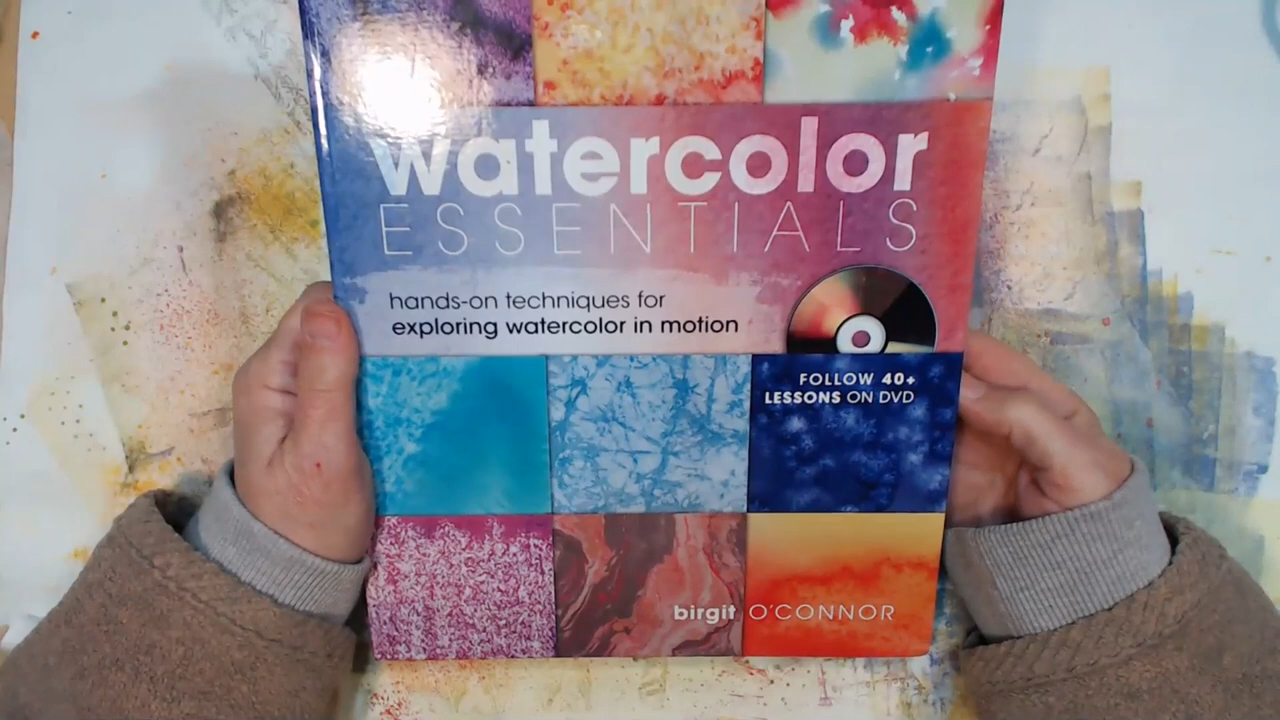 watercolor
ESSENTIALS
hands-on techniques for
exploring watercolor in motion
FOLLOW 40+
LESSONS ON DVD
birgit O'CONNOR